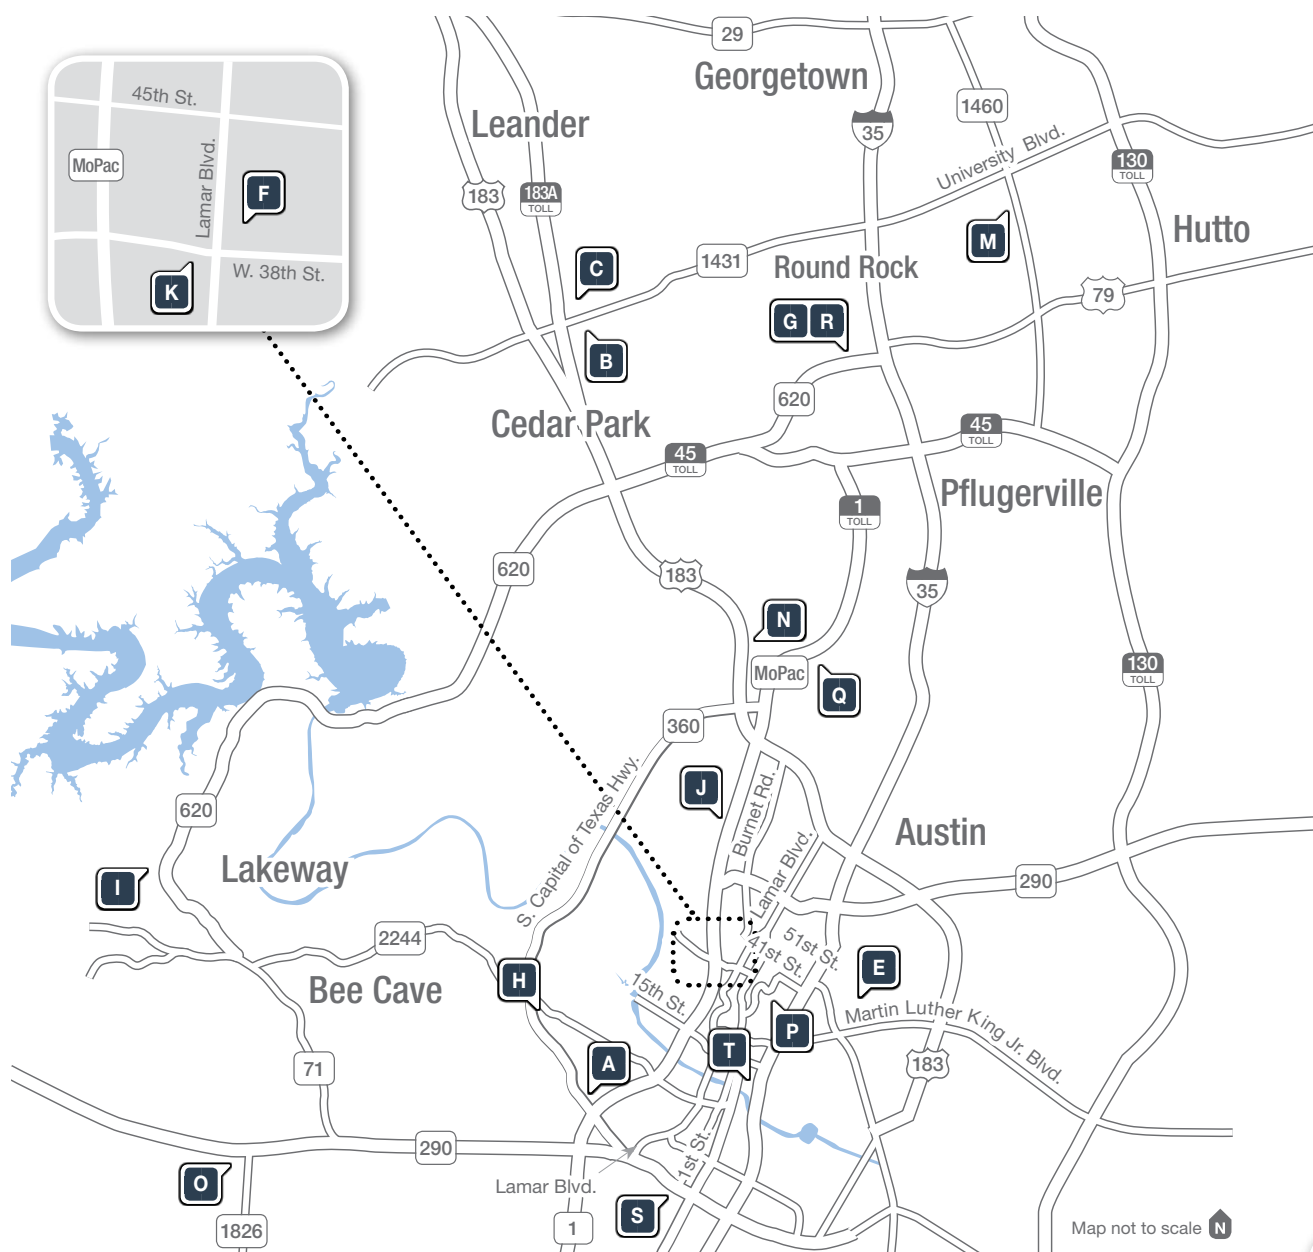 29
Georgetown
1460
35
Leander
University Blvd.
130
TOLL
183
183A
TOLL
Hutto
M
C
1431
Round Rock
79
G R
B
620
Cedar Park
45
TOLL
45
TOLL
Pflugerville
1
TOLL
620
183
35
N
MoPac
130
TOLL
Q
360
J
S. Capital of Texas Hwy.
Burnet Rd.
620
Austin
Lamar Blvd.
Lakeway
I
290
2244
51st St.
41st St.
E
H
Bee Cave
15th St.
Martin Luther King Jr. Blvd.
P
T
A
71
183
290
1st St.
O
Lamar Blvd.
S
1826
1
Map not to scale N
45th St.
MoPac
Lamar Blvd.
F
W. 38th St.
K